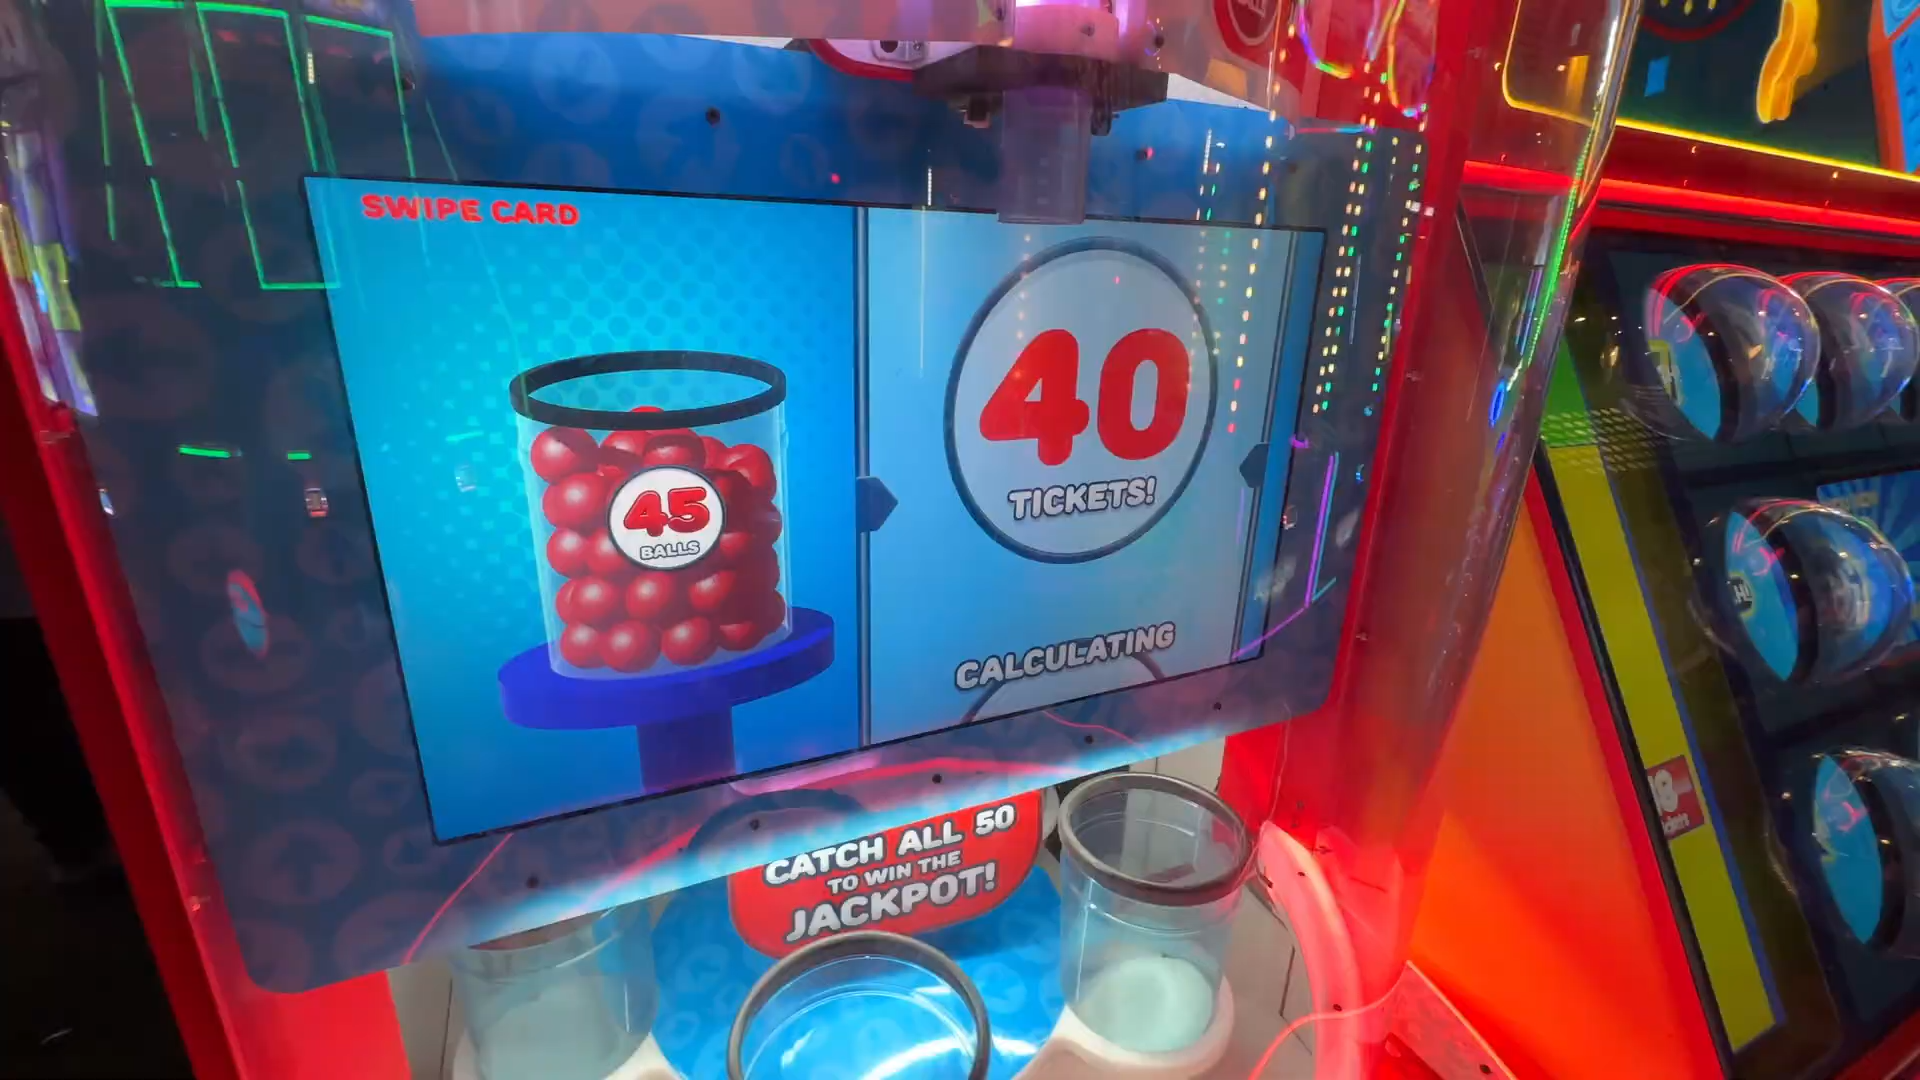 SWIPE CARD
45
BALLS
40
TICKETS!
CALCULATING
CATCH ALL 50
TO WIN THE
JACKPOT!